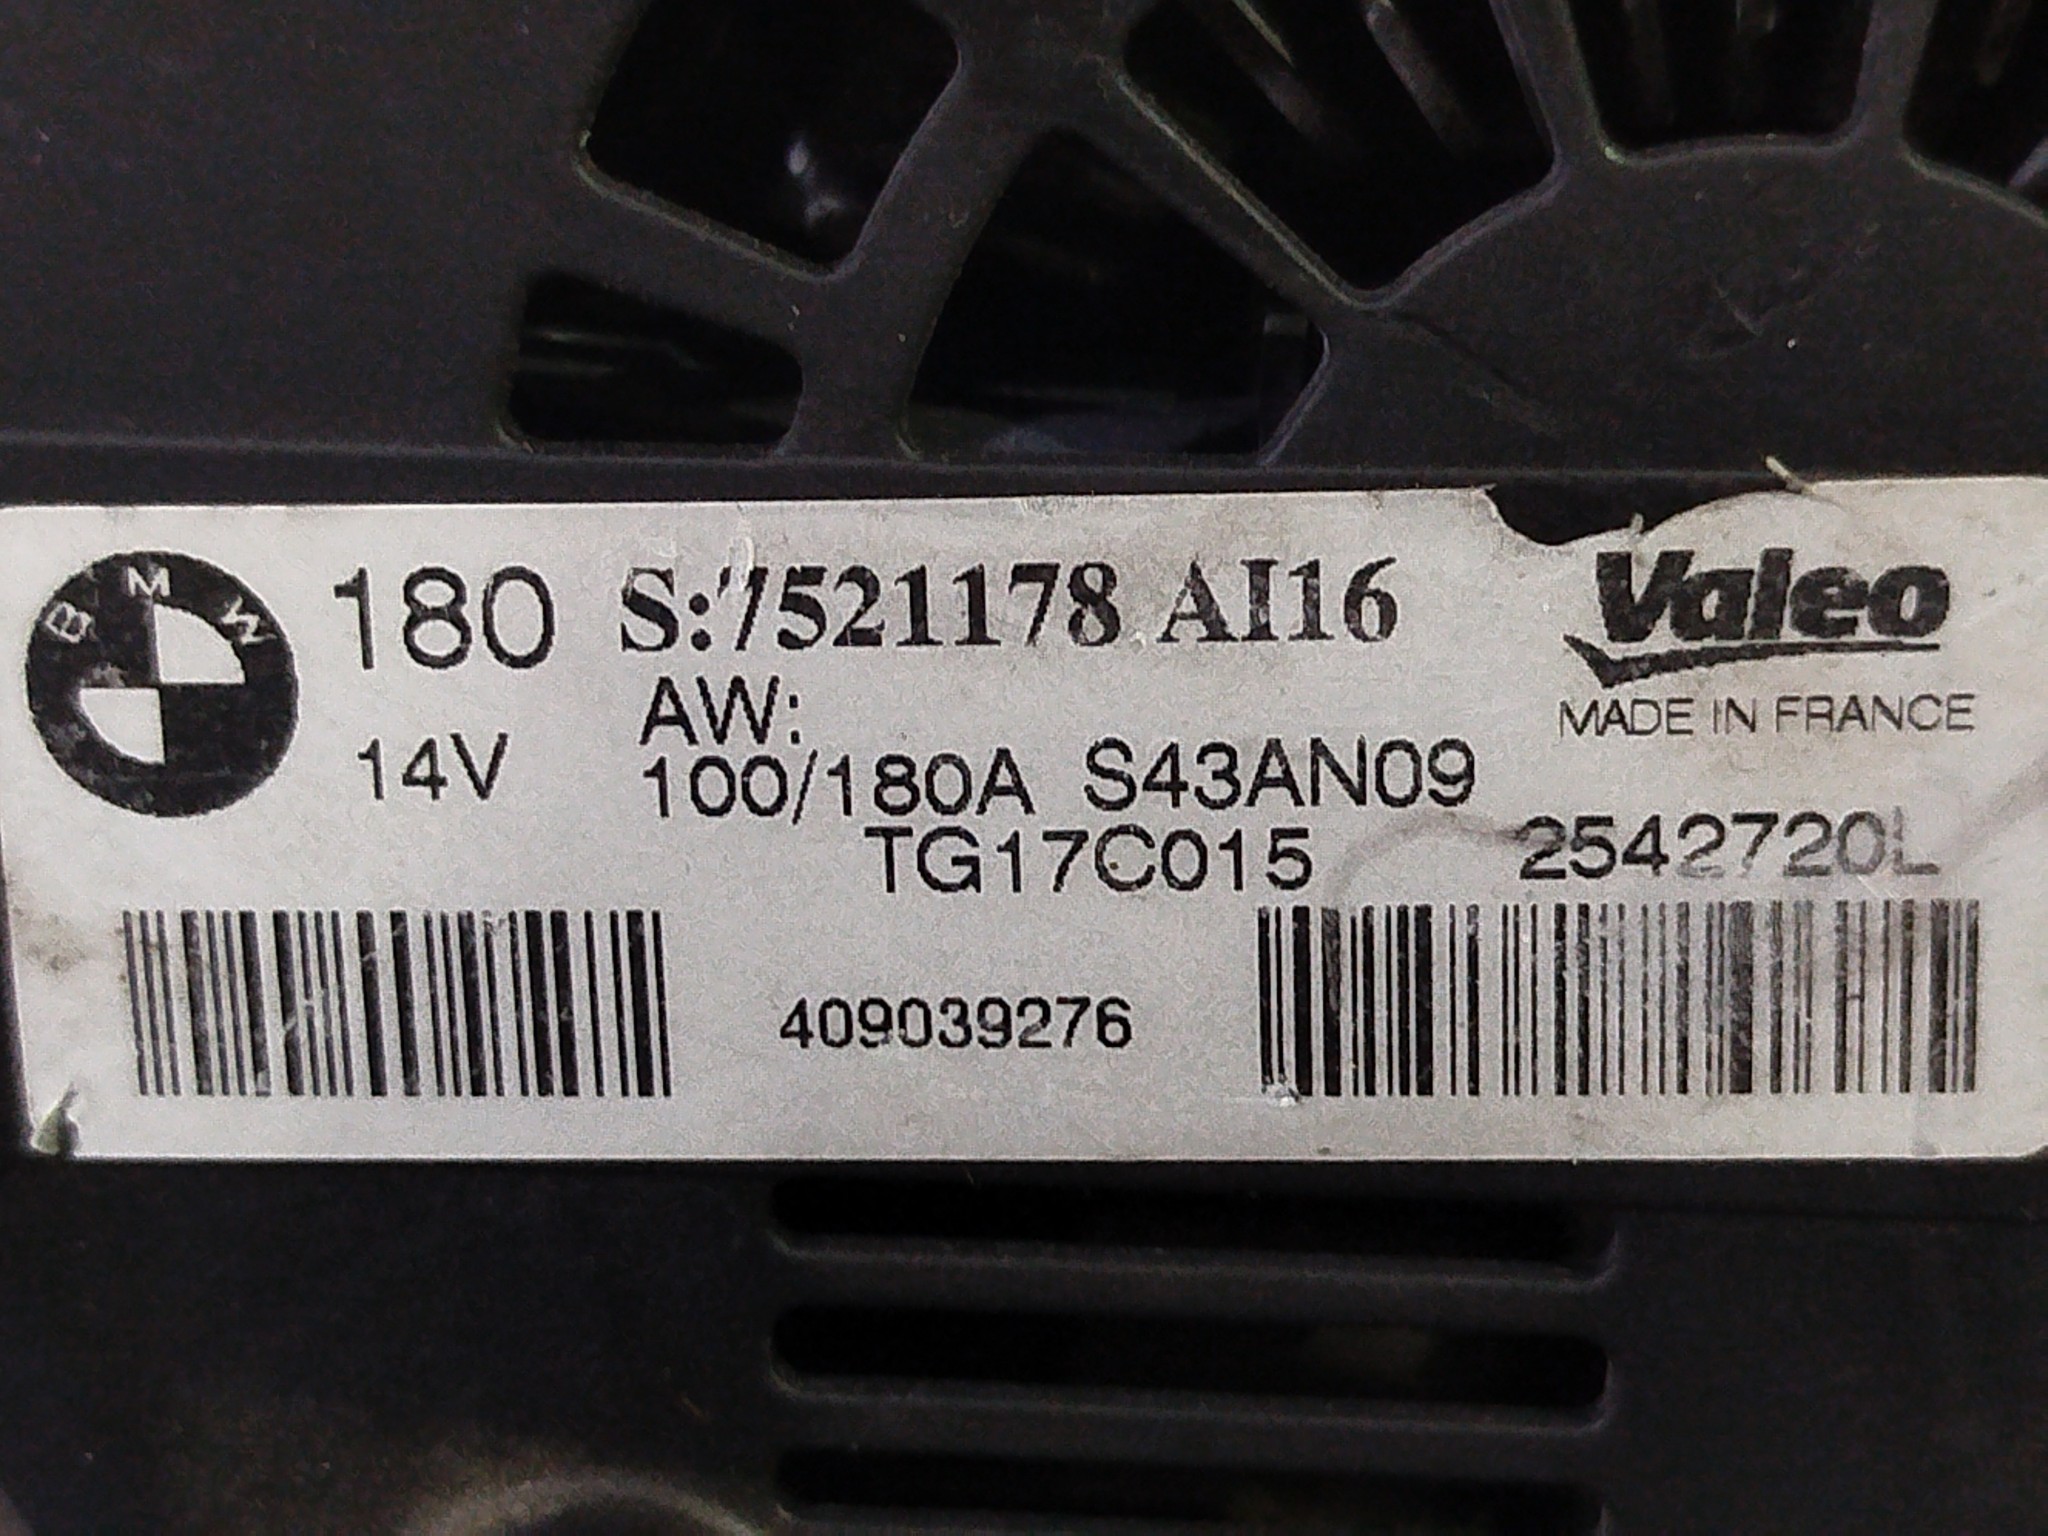 BMW 180 S:7521178 AI16 Valeo
AW: MADE IN FRANCE
14V 100/180A S43AN09
TG17C015 2542720L
409039276